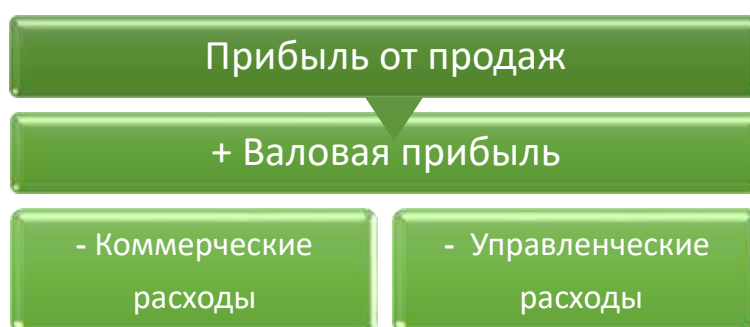 Прибыль от продаж
+ Валовая прибыль
- Коммерческие
расходы
- Управленческие
расходы